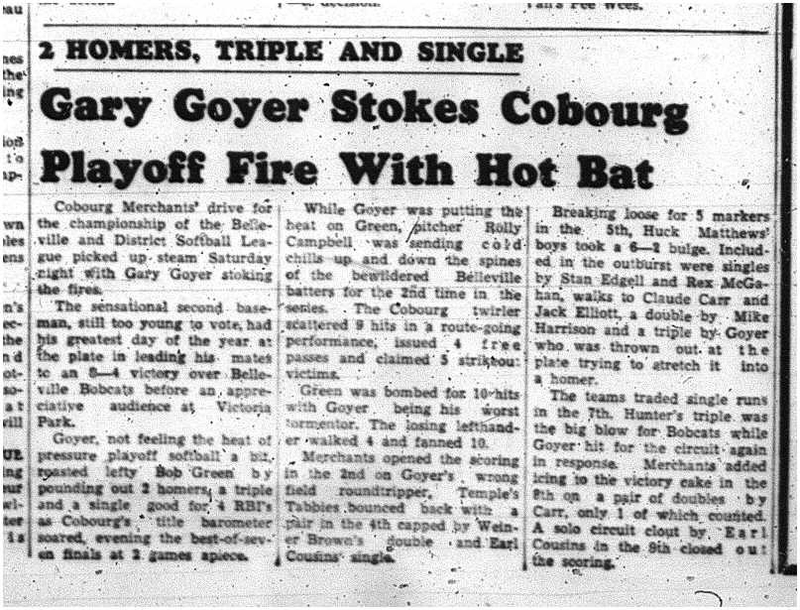 2 HOMERS, TRIPLE AND SINGLE
Gary Goyer Stokes Cobourg
Playoff Fire With Hot Bat
Cobourg Merchants' drive for
the championship of the Belle-
ville and District Softball Lea-
gue picked up steam Saturday
night with Gary Goyer stoking
the fires.
The sensational second base-
man, still too young to vote, had
his greatest day of the year at
the plate in leading his mates
to an 8—4 victory over Belle-
ville Bobcats before an appre-
ciative audience at Victoria
Park.
Goyer, not feeling the heat of
pressure playoff softball a bit,
roasted lefty Bob Green by
pounding out 2 homers, a triple
and a single good for 4 RBI's
as Cobourg's title barometer
soared, evening the best-of-sev-
en finals at 2 games apiece.
While Goyer was putting the
heat on Green, pitcher Rolly
Campbell was sending cold
chills up and down the spines
of the bewildered Belleville
batters for the 2nd time in the
series. The Cobourg twirler
scattered 9 hits in a route-going
performance, issued 4 free
passes and claimed 5 strikeout
victims.
Green was bombed for 10 hits
with Goyer being his worst
tormentor. The losing lefthand-
er walked 4 and fanned 10.
Merchants opened the scoring
in the 2nd on Goyer's wrong
field roundtripper. Temple's
Tabbies bounced back with a
pair in the 4th capped by Wein-
er Brown's double and Earl
Cousins' single.
Breaking loose for 5 markers
in the 5th, Huck Matthews'
boys took a 6—2 bulge. Includ-
ed in the outburst were singles
by Stan Edgell and Rex McGa-
han, walks to Claude Carr and
Jack Elliott, a double by Mike
Harrison and a triple by Goyer
who was thrown out at the
plate trying to stretch it into
a homer.
The teams traded single runs
in the 7th. Hunter's triple was
the big blow for Bobcats while
Goyer hit for the circuit again
in response. Merchants added
icing to the victory cake in the
8th on a pair of doubles by
Carr, only 1 of which counted.
A solo circuit clout by Earl
Cousins in the 9th closed out
the scoring.